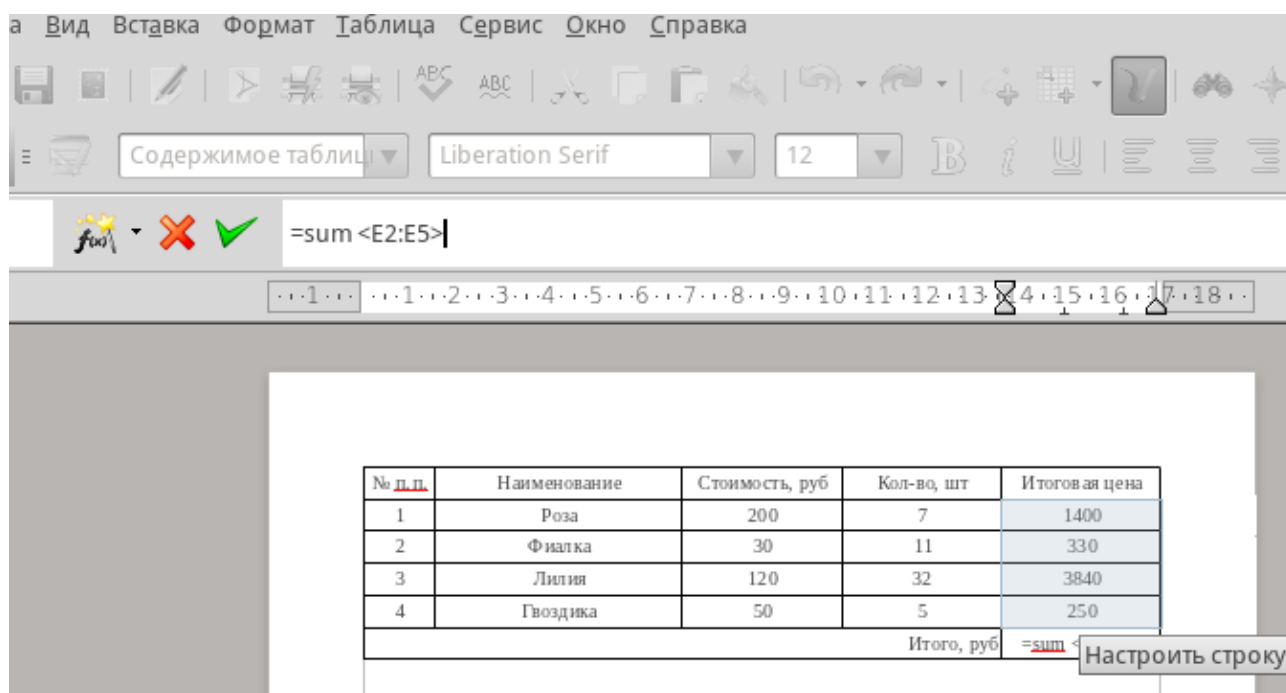 а Вид Вставка Формат Таблица Сервис Окно Справка
ABC ABC
Содержимое таблиц Liberation Serif 12 B i U
f(x) =sum <E2:E5>
1 1 2 3 4 5 6 7 8 9 10 11 12 13 14 15 16 17 18
№ п.п. Наименование Стоимость, руб Кол-во, шт Итоговая цена
1 Роза 200 7 1400
2 Фиалка 30 11 330
3 Лилия 120 32 3840
4 Гвоздика 50 5 250
Итого, руб =sum <
Настроить строку